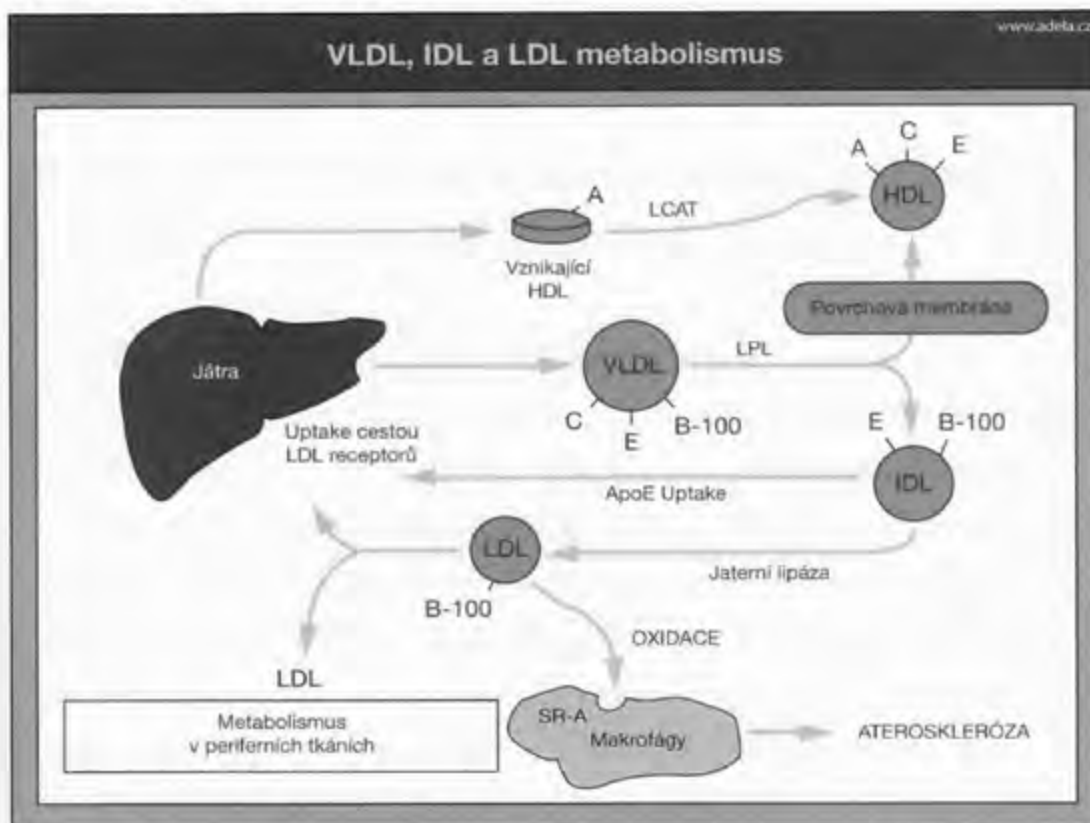 www.adela.cz
VLDL, IDL a LDL metabolismus
A
C
E
HDL
A
LCAT
Vznikající
HDL
Povrchová membrána
Játra
VLDL
LPL
C
E
B-100
E
B-100
IDL
Uptake cestou
LDL receptorů
ApoE Uptake
LDL
B-100
Jaterní lipáza
OXIDACE
LDL
Metabolismus
v periferních tkáních
SR-A
Makrofágy
ATEROSKLERÓZA